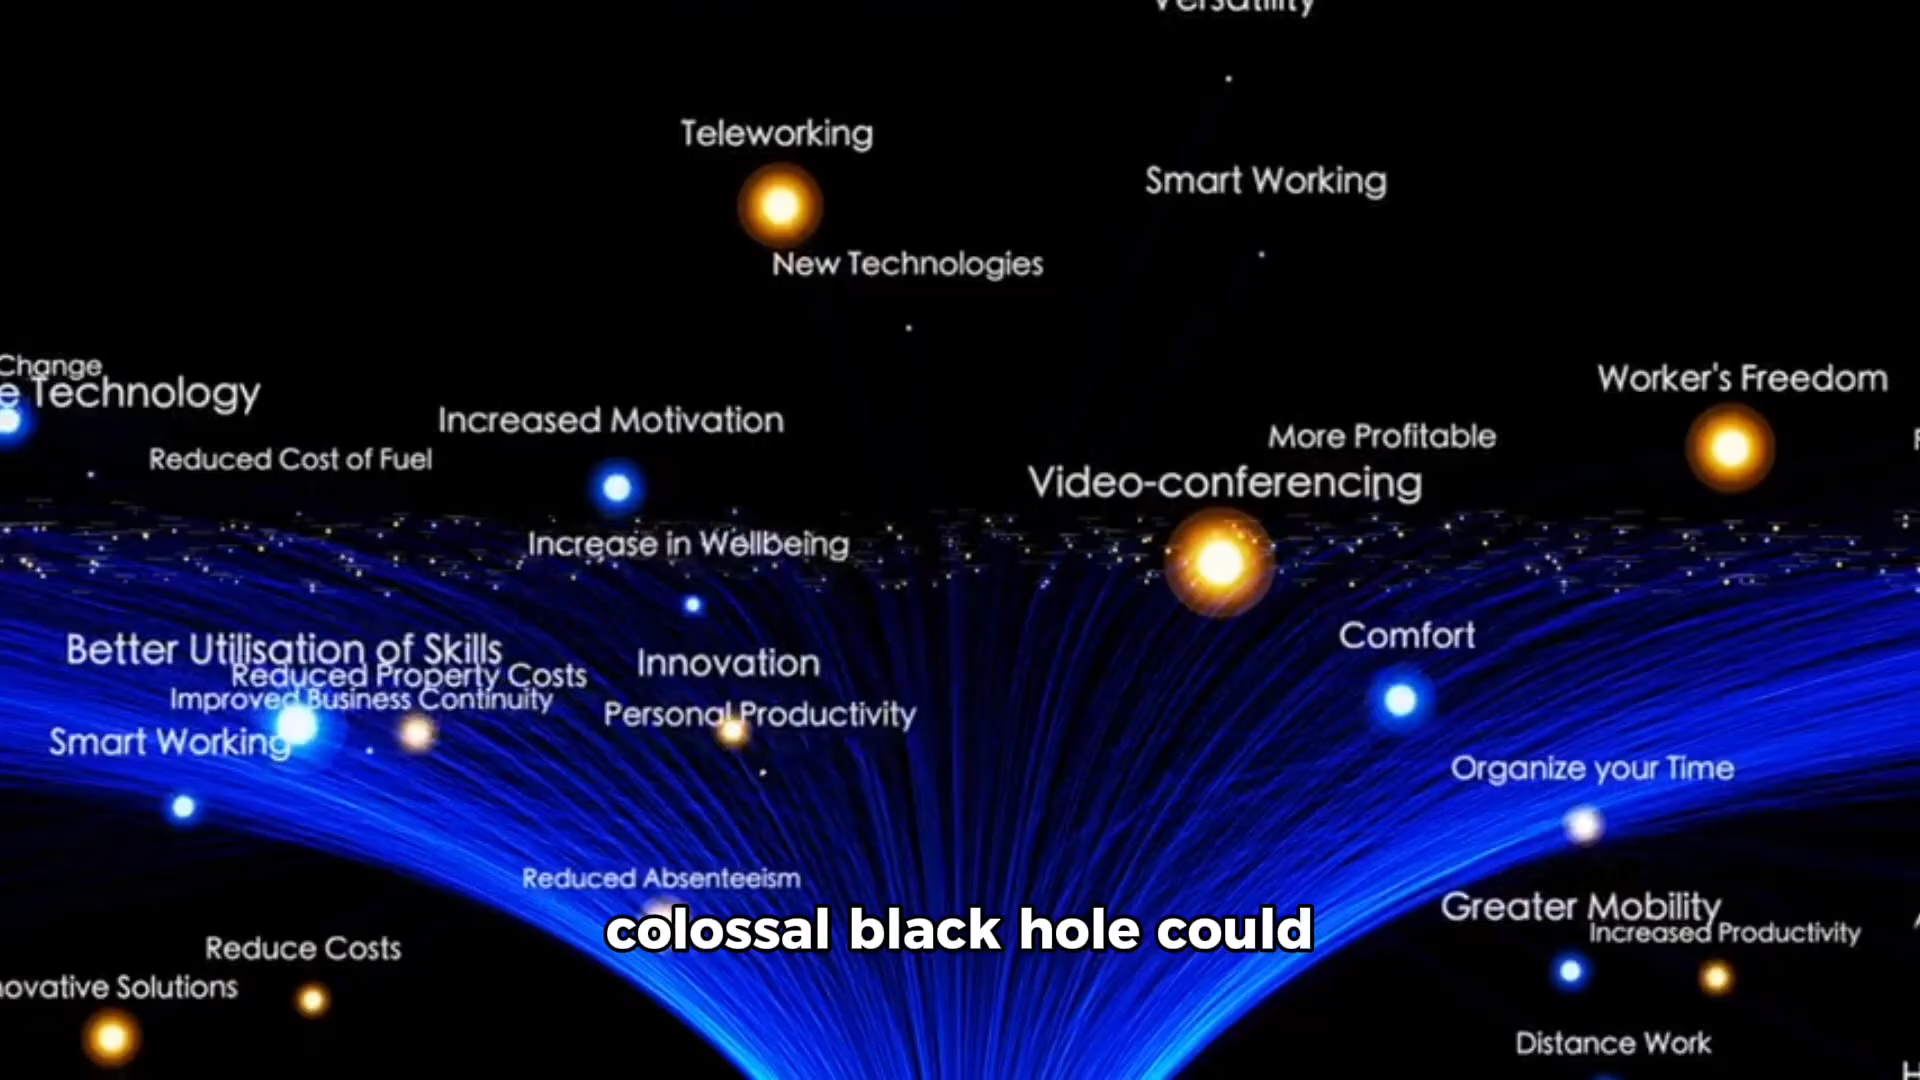 Versatility
Teleworking
Smart Working
New Technologies
Change
Technology
Worker's Freedom
Increased Motivation
More Profitable
Reduced Cost of Fuel
Video-conferencing
Increase in Wellbeing
Comfort
Better Utilisation of Skills
Innovation
Reduced Property Costs
Improved Business Continuity
Personal Productivity
Smart Working
Organize your Time
Reduced Absenteeism
Greater Mobility
colossal black hole could
Increased Productivity
Reduce Costs
ovative Solutions
Distance Work